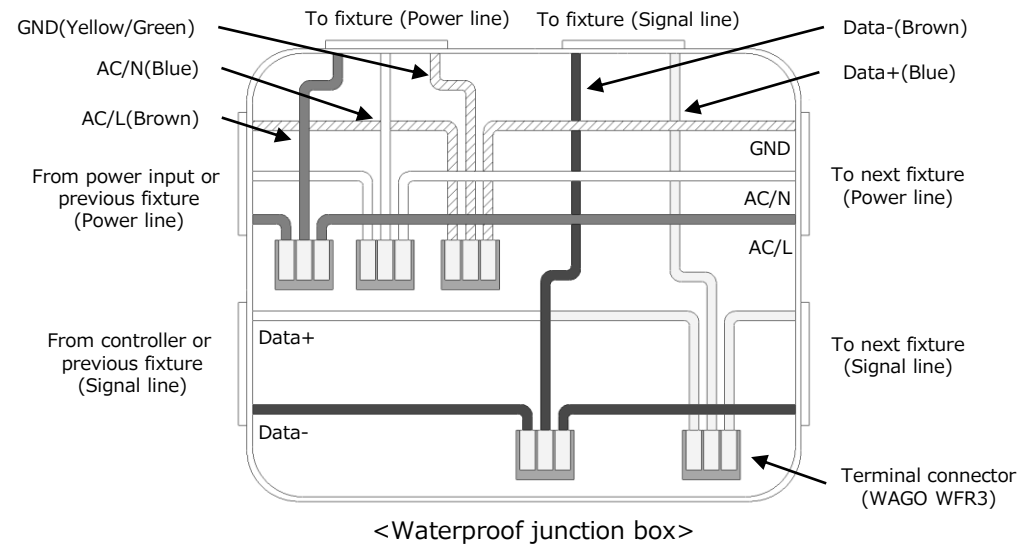 To fixture (Power line)
To fixture (Signal line)
GND(Yellow/Green)
Data-(Brown)
AC/N(Blue)
Data+(Blue)
AC/L(Brown)
GND
From power input or
previous fixture
(Power line)
To next fixture
(Power line)
AC/N
AC/L
From controller or
previous fixture
(Signal line)
Data+
To next fixture
(Signal line)
Data-
Terminal connector
(WAGO WFR3)
<Waterproof junction box>